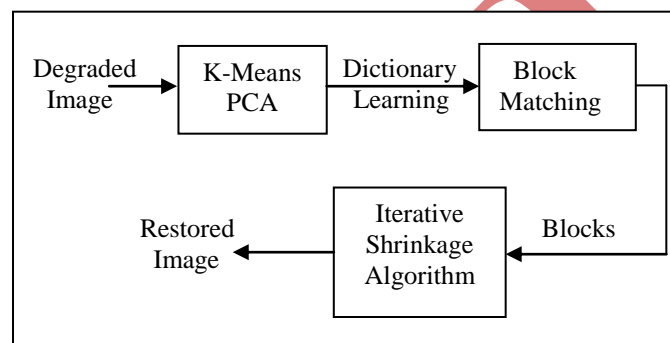 Degraded
Image
K-Means
PCA
Dictionary
Learning
Block
Matching
Blocks
Iterative
Shrinkage
Algorithm
Restored
Image